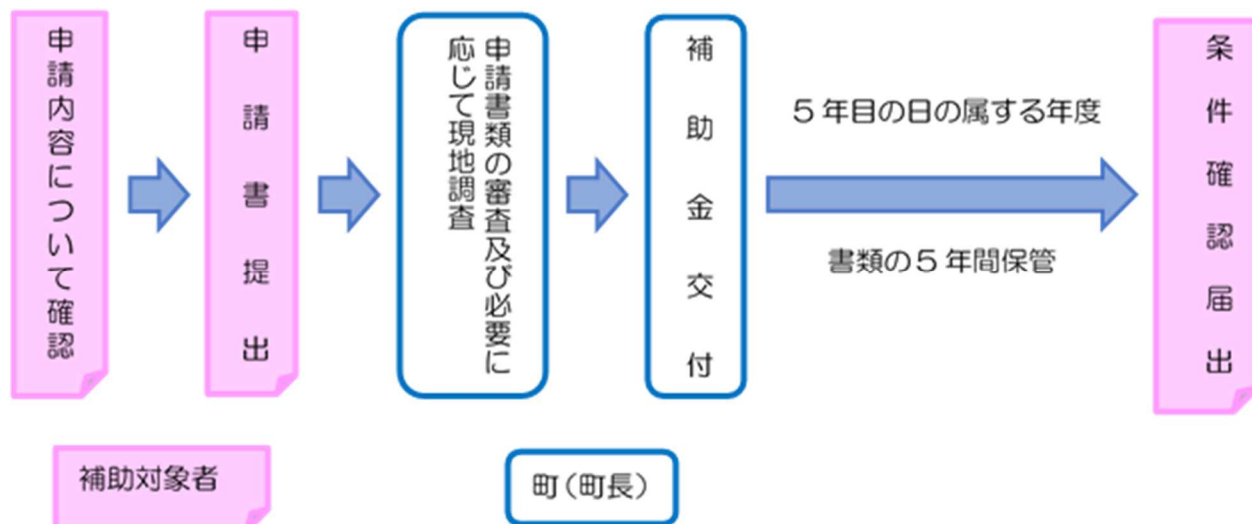 申請内容について確認
申請書提出
申請書類の審査及び必要に
応じて現地調査
補助金交付
5年目の日の属する年度
書類の5年間保管
条件確認届出
補助対象者
町(町長)